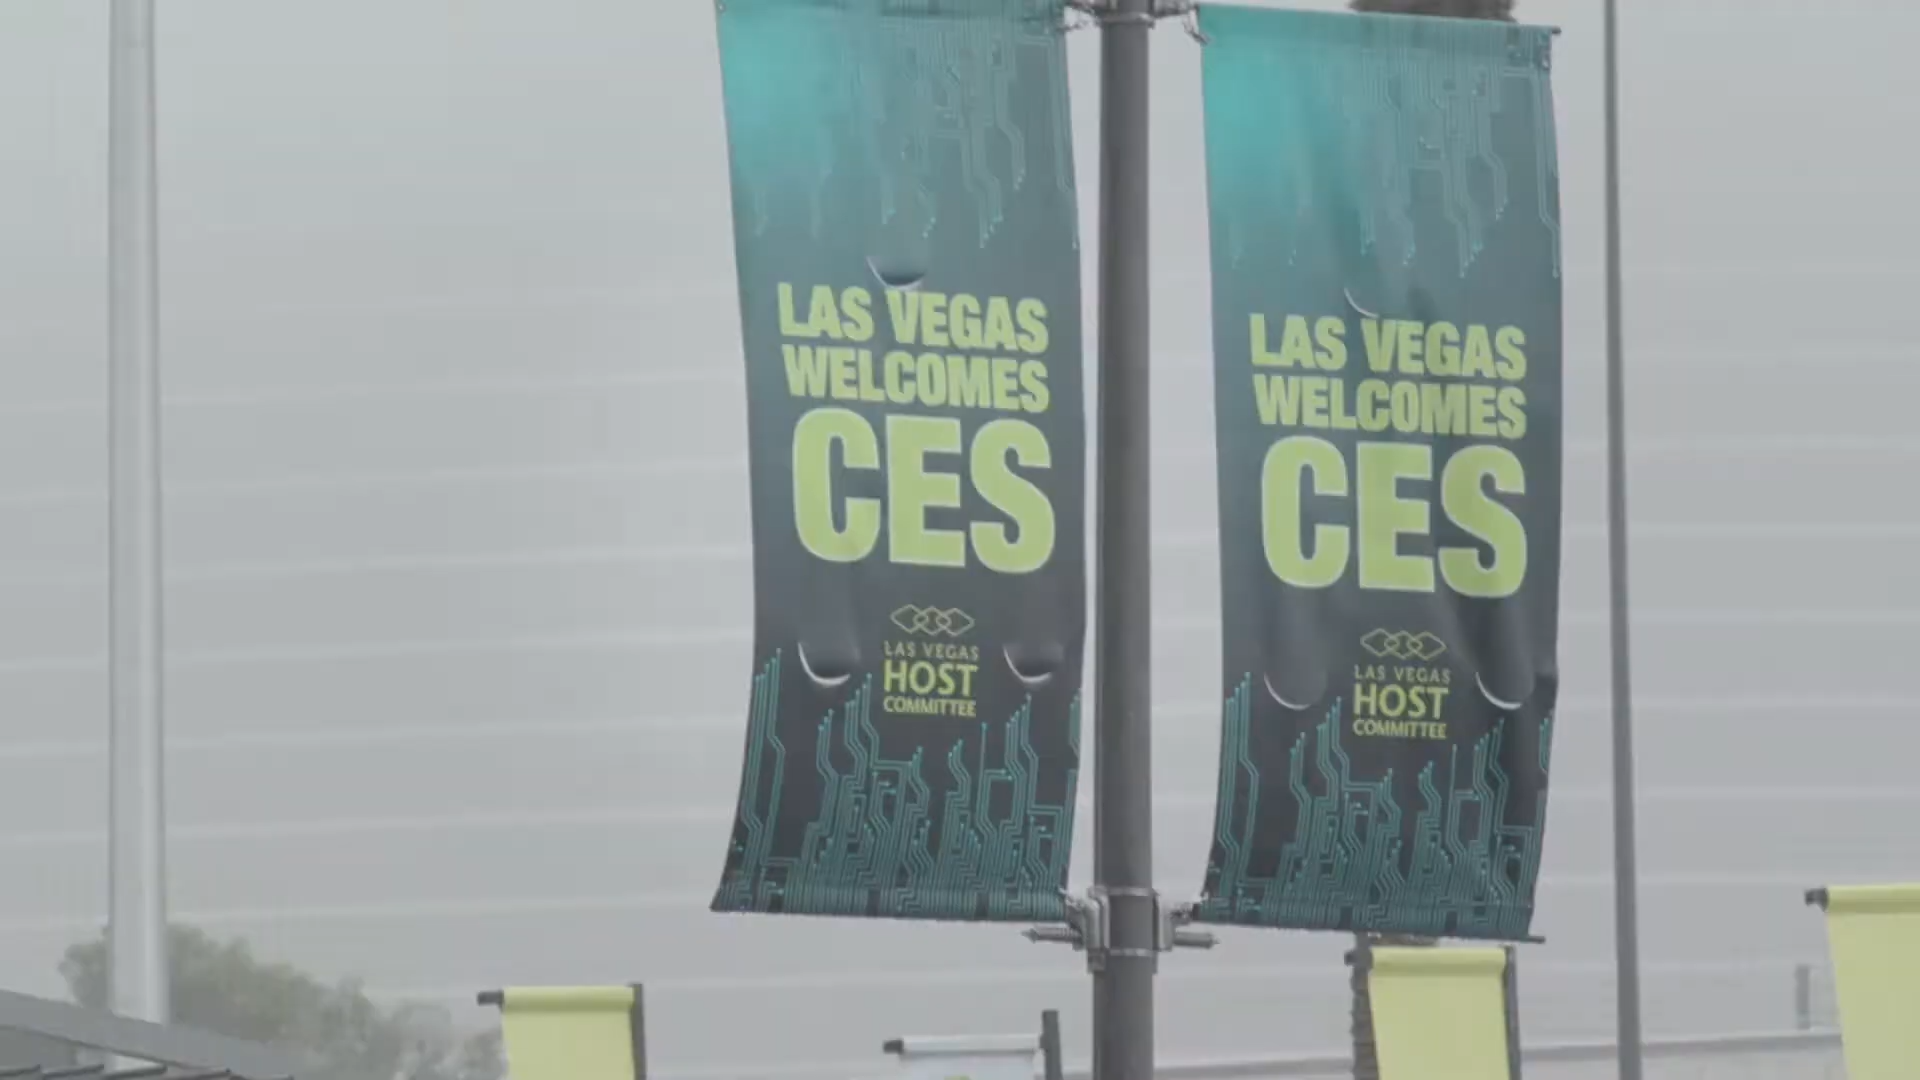 LAS VEGAS
WELCOMES
CES
LAS VEGAS
HOST
COMMITTEE
LAS VEGAS
WELCOMES
CES
LAS VEGAS
HOST
COMMITTEE